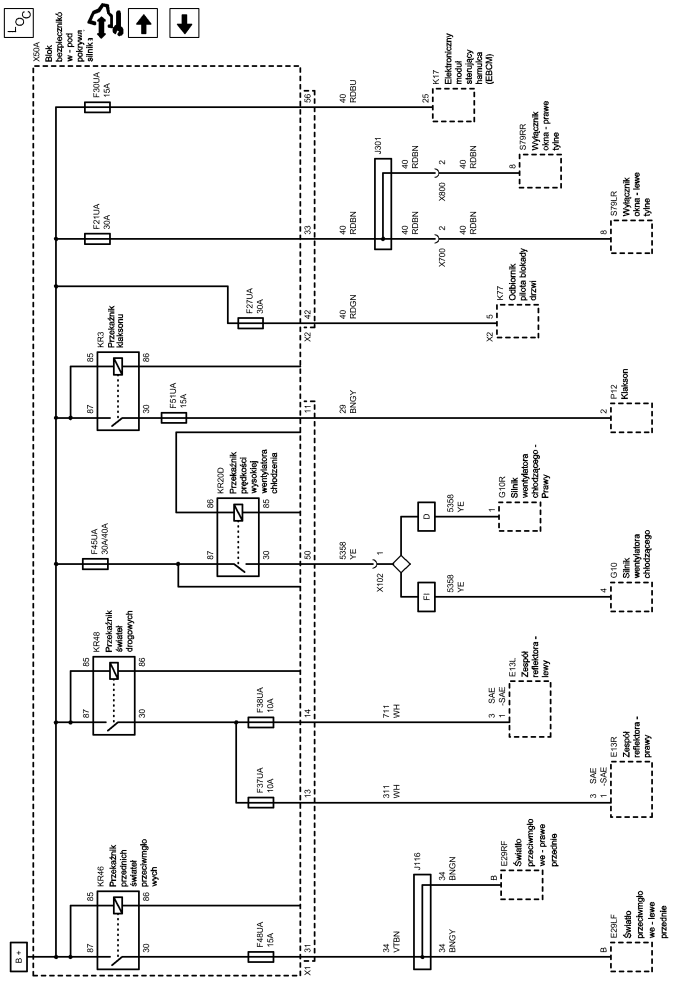 LOC
X50A
Blok
bezpieczników
w - pod
pokrywą
silnika
B +
KR46
Przekaźnik
przednich
świateł
przeciwmgło
wych
85
86
87
30
F48UA
15A
31
X1
34
VTBN
J116
34
BNGY
34
BNGN
B
E29LF
Światło
przeciwmgło
we - lewe
przednie
B
E29RF
Światło
przeciwmgło
we - prawe
przednie
KR48
Przekaźnik
świateł
drogowych
85
86
87
30
F37UA
10A
F38UA
10A
13
14
311
WH
711
WH
3 SAE
1 -SAE
E13R
Zespół
reflektora -
prawy
3 SAE
1 -SAE
E13L
Zespół
reflektora -
lewy
F45UA
30A/40A
KR20D
Przekaźnik
prędkości
wysokiej
wentylatora
chłodzenia
86
85
87
30
50
5358
YE
X102
1
FI
D
5358
YE
5358
YE
4
G10
Silnik
wentylatora
chłodzącego
1
G10R
Silnik
wentylatora
chłodzącego -
Prawy
KR3
Przekaźnik
klaksonu
85
86
87
30
F51UA
15A
11
29
BNGY
2
P12
Klakson
F27UA
30A
42
X2
40
RDGN
5
X2
K77
Odbiornik
pilota blokady
drzwi
F21UA
30A
33
40
RDBN
J301
40
RDBN
X700
2
40
RDBN
8
S79LR
Wyłącznik
okna - lewe
tylne
40
RDBN
X800
2
40
RDBN
8
S79RR
Wyłącznik
okna - prawe
tylne
F30UA
15A
56
40
RDBU
25
K17
Elektroniczny
moduł
sterujący
hamulca
(EBCM)